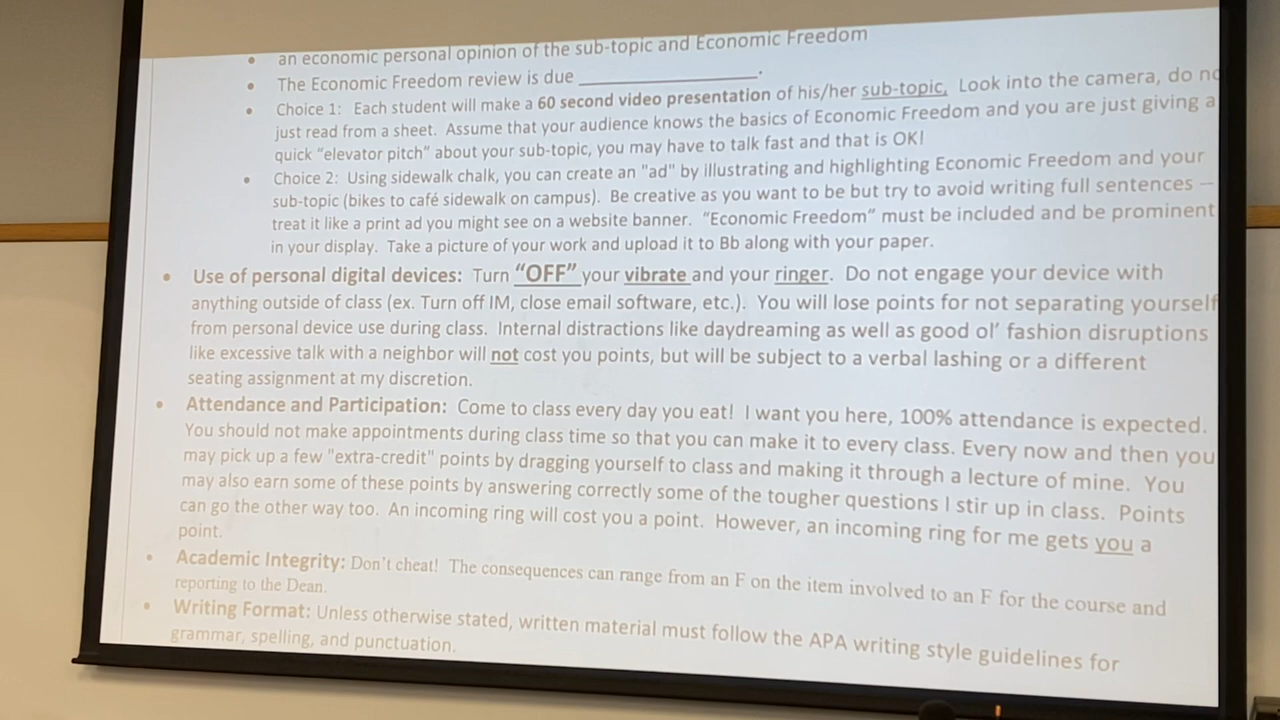 • an economic personal opinion of the sub-topic and Economic Freedom
• The Economic Freedom review is due ____________________.
• Choice 1:  Each student will make a 60 second video presentation of his/her sub-topic,  Look into the camera, do no
just read from a sheet.  Assume that your audience knows the basics of Economic Freedom and you are just giving a
quick "elevator pitch" about your sub-topic, you may have to talk fast and that is OK!
• Choice 2:  Using sidewalk chalk, you can create an "ad" by illustrating and highlighting Economic Freedom and your
sub-topic (bikes to café sidewalk on campus).  Be creative as you want to be but try to avoid writing full sentences –
treat it like a print ad you might see on a website banner.  "Economic Freedom" must be included and be prominent
in your display.  Take a picture of your work and upload it to Bb along with your paper.
• Use of personal digital devices:  Turn "OFF" your vibrate and your ringer.  Do not engage your device with
anything outside of class (ex. Turn off IM, close email software, etc.).  You will lose points for not separating yourself
from personal device use during class.  Internal distractions like daydreaming as well as good ol' fashion disruptions
like excessive talk with a neighbor will not cost you points, but will be subject to a verbal lashing or a different
seating assignment at my discretion.
• Attendance and Participation:  Come to class every day you eat!  I want you here, 100% attendance is expected.
You should not make appointments during class time so that you can make it to every class. Every now and then you
may pick up a few "extra-credit" points by dragging yourself to class and making it through a lecture of mine.  You
may also earn some of these points by answering correctly some of the tougher questions I stir up in class.  Points
can go the other way too.  An incoming ring will cost you a point.  However, an incoming ring for me gets you a
point.
• Academic Integrity: Don't cheat!  The consequences can range from an F on the item involved to an F for the course and
reporting to the Dean.
• Writing Format: Unless otherwise stated, written material must follow the APA writing style guidelines for
grammar, spelling, and punctuation.